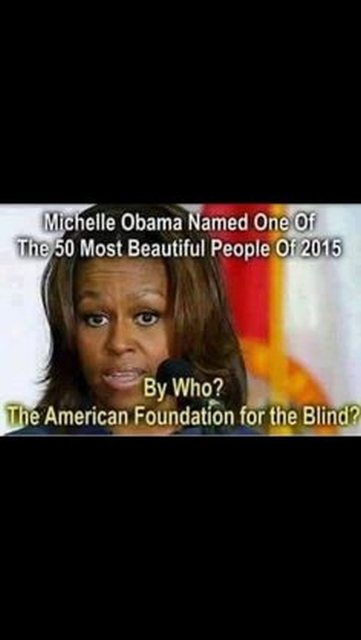 Michelle Obama Named One Of
The 50 Most Beautiful People Of 2015
By Who?
The American Foundation for the Blind?